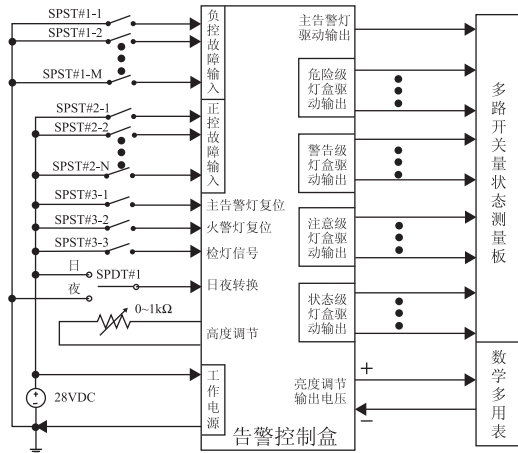 SPST#1-1
SPST#1-2
SPST#1-M
负控故障输入
SPST#2-1
SPST#2-2
SPST#2-N
正控故障输入
SPST#3-1
主告警灯复位
SPST#3-2
火警灯复位
SPST#3-3
检灯信号
日
SPDT#1
夜
日夜转换
0~1kΩ
高度调节
工作电源
28VDC
告警控制盒
主告警灯
驱动输出
危险级
灯盒驱
动输出
警告级
灯盒驱
动输出
注意级
灯盒驱
动输出
状态级
灯盒驱
动输出
亮度调节
输出电压
+
−
多路开关量状态测量板
数学多用表